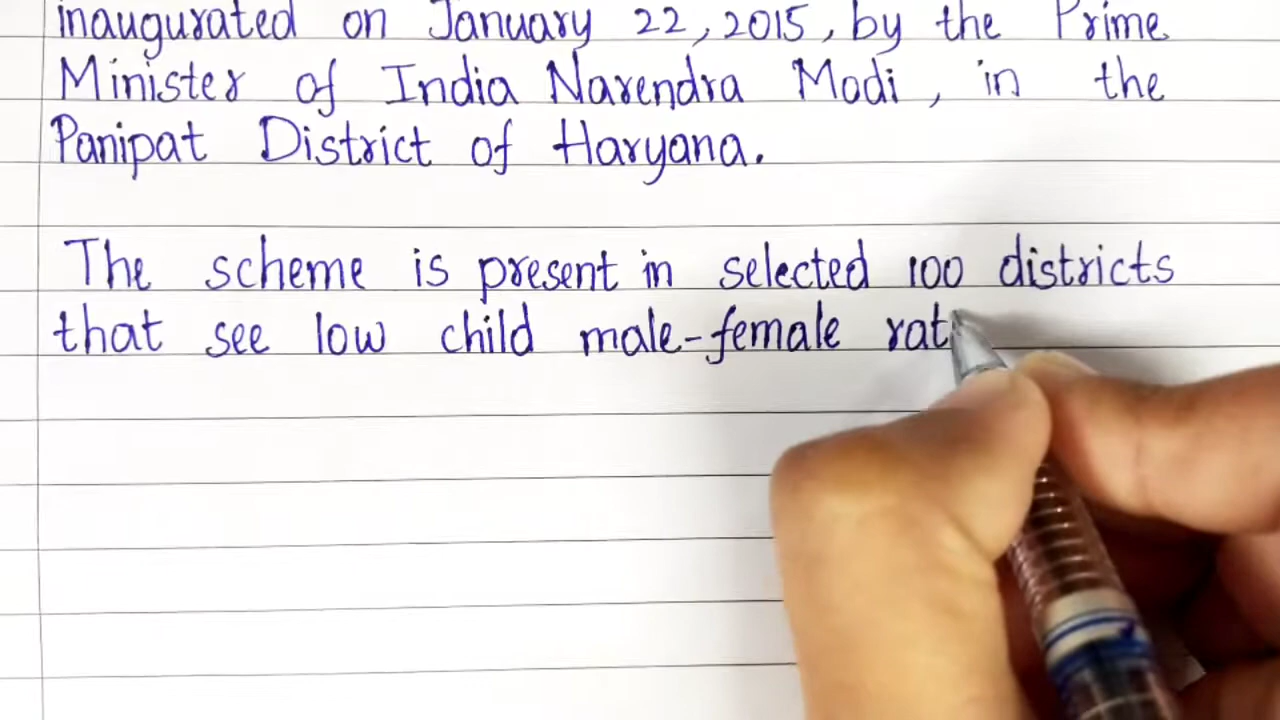 inaugurated on January 22, 2015, by the Prime
Minister of India Narendra Modi, in the
Panipat District of Haryana.
The scheme is present in selected 100 districts
that see low child male-female rat